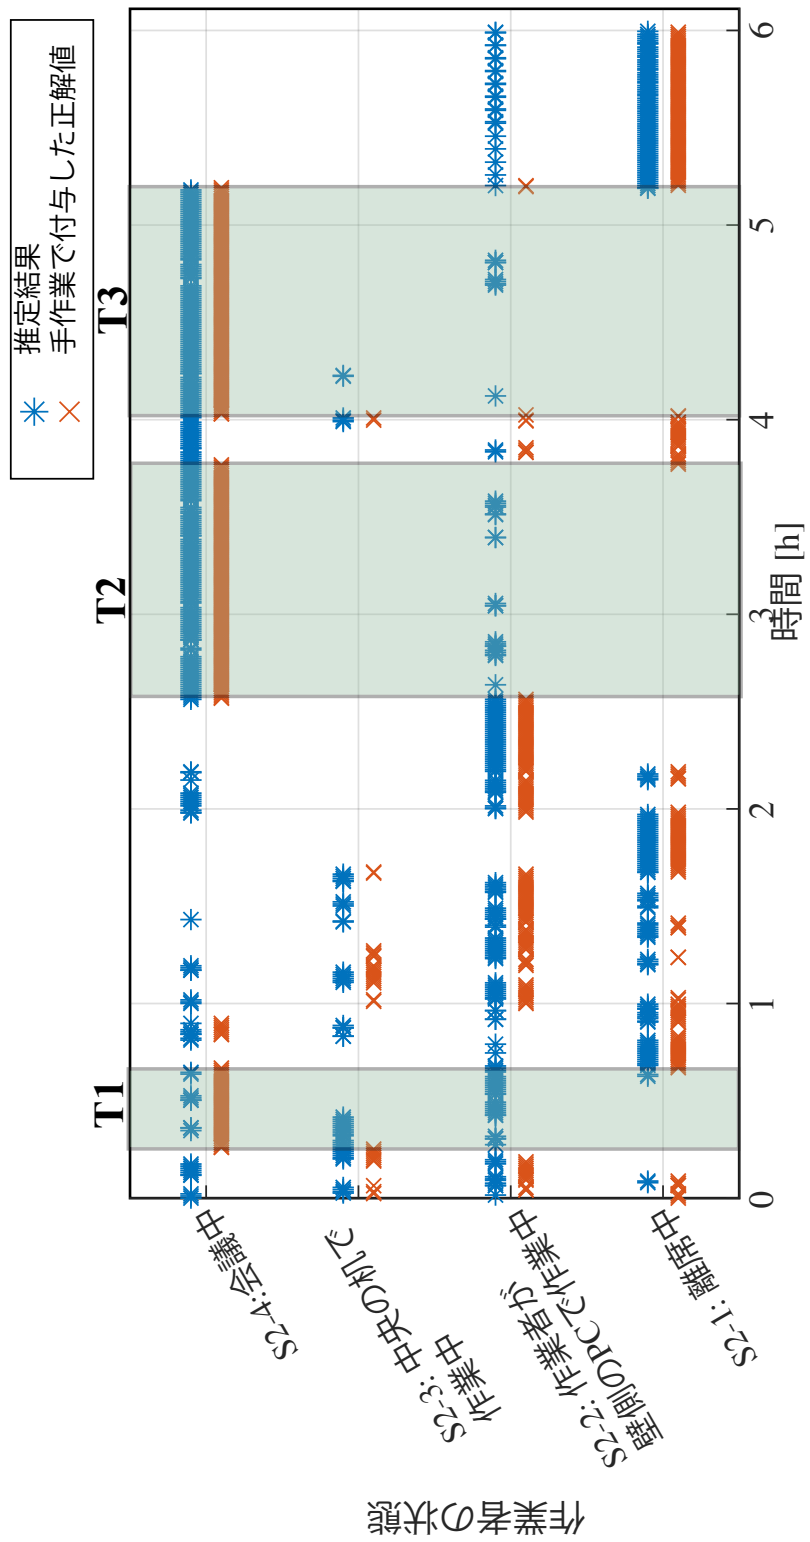 推定結果
手作業で付与した正解値
T1
T2
T3
S2-4:会議中
S2-3: 中央の机で
作業中
S2-2: 作業者が
壁側のPCで作業中
S2-1: 離席中
作業者の状態
0
1
2
3
4
5
6
時間 [h]